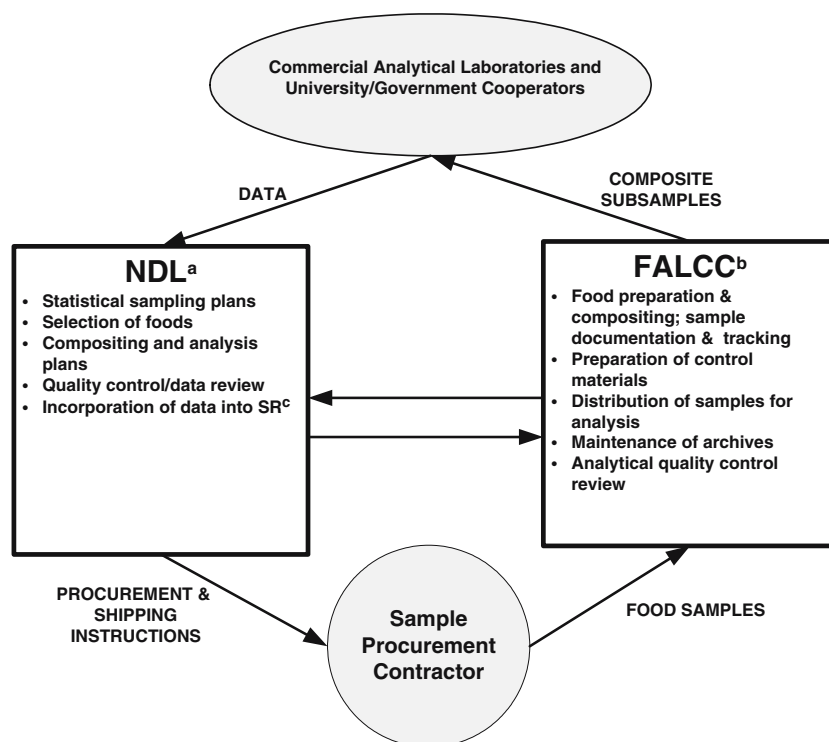 Commercial Analytical Laboratories and
University/Government Cooperators
DATA
COMPOSITE
SUBSAMPLES
NDLᵃ
• Statistical sampling plans
• Selection of foods
• Compositing and analysis
plans
• Quality control/data review
• Incorporation of data into SRᶜ
FALCCᵇ
• Food preparation &
compositing; sample
documentation & tracking
• Preparation of control
materials
• Distribution of samples for
analysis
• Maintenance of archives
• Analytical quality control
review
PROCUREMENT &
SHIPPING
INSTRUCTIONS
Sample
Procurement
Contractor
FOOD SAMPLES